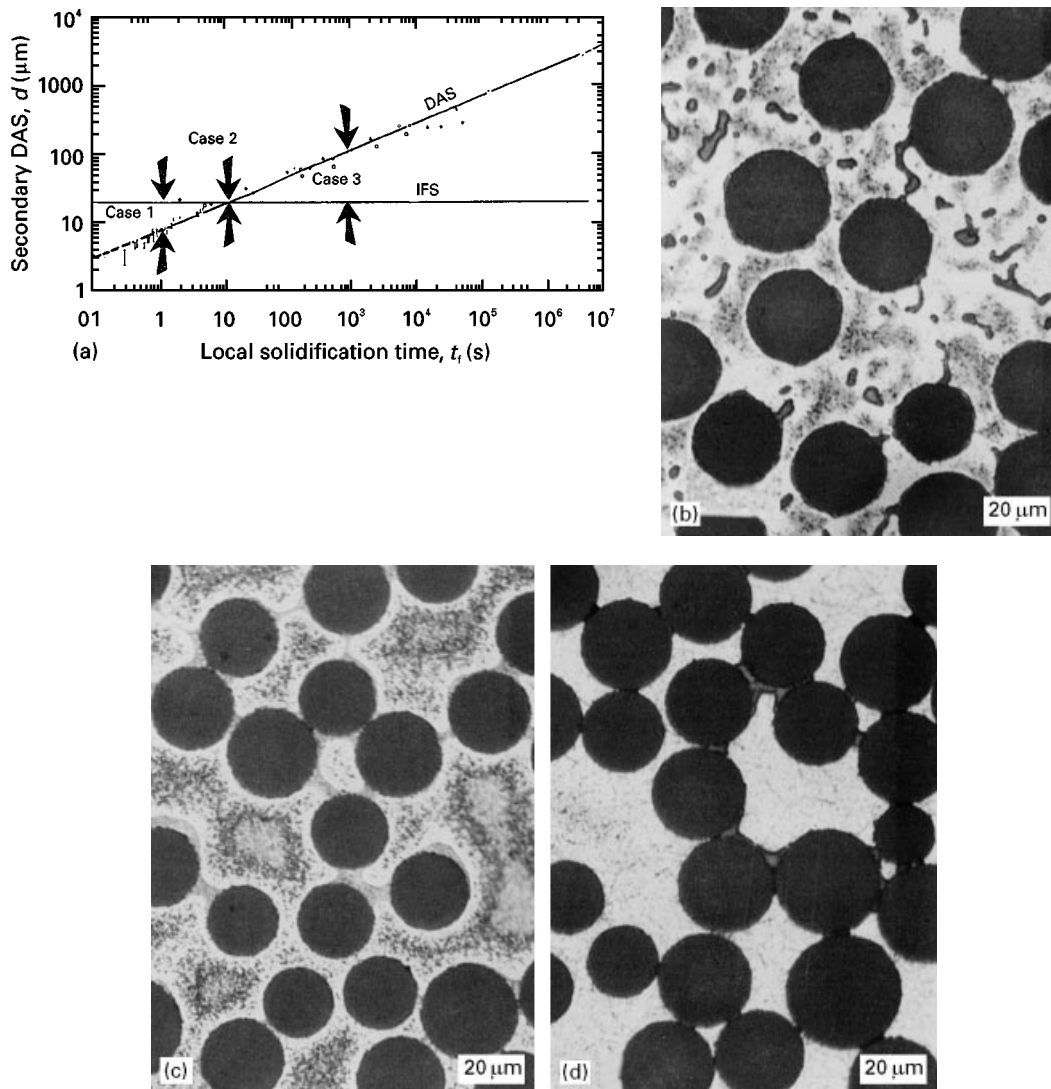 10⁴
1000
100
10
1
Secondary DAS, d (μm)
Case 1
Case 2
Case 3
DAS
IFS
01 1 10 100 10³ 10⁴ 10⁵ 10⁶ 10⁷
(a) Local solidification time, tf (s)
(b) 20 μm
(c) 20 μm
(d) 20 μm